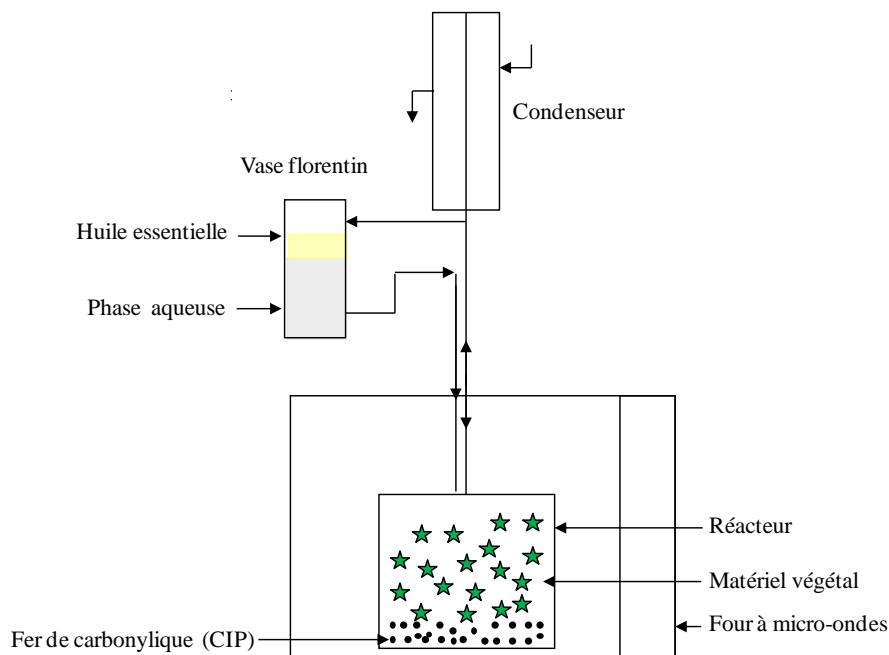 :
Condenseur
Vase florentin
Huile essentielle
Phase aqueuse
Réacteur
Matériel végétal
Four à micro-ondes
Fer de carbonylique (CIP)